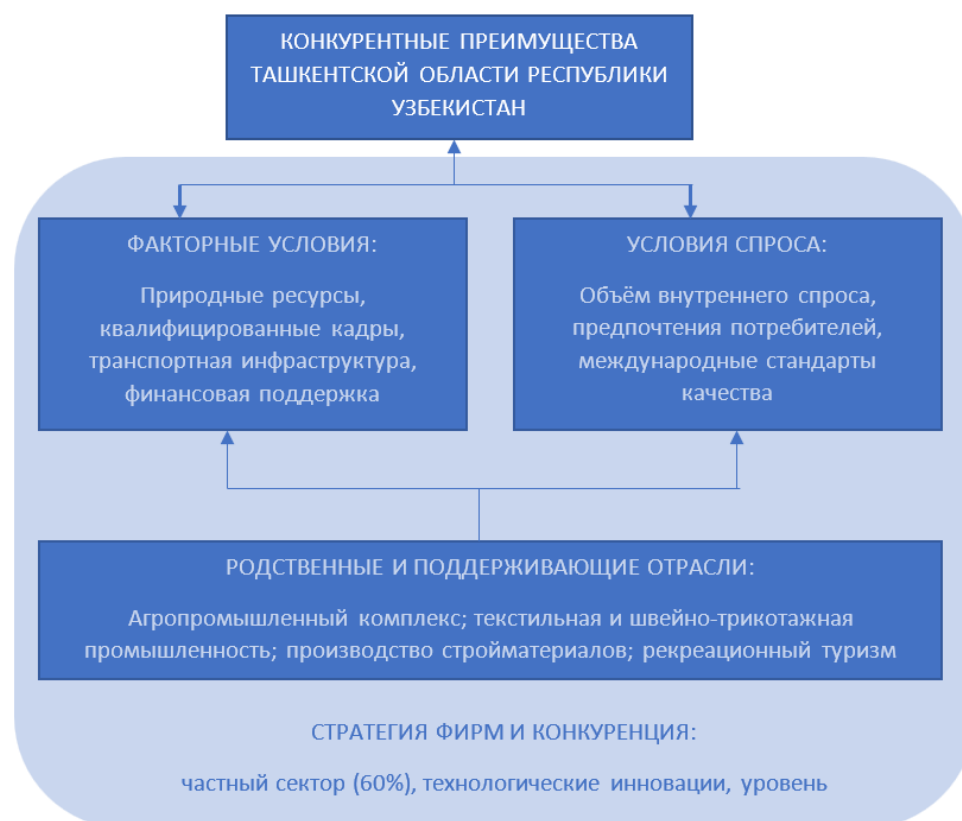 КОНКУРЕНТНЫЕ ПРЕИМУЩЕСТВА
ТАШКЕНТСКОЙ ОБЛАСТИ РЕСПУБЛИКИ
УЗБЕКИСТАН
ФАКТОРНЫЕ УСЛОВИЯ:
Природные ресурсы,
квалифицированные кадры,
транспортная инфраструктура,
финансовая поддержка
УСЛОВИЯ СПРОСА:
Объём внутреннего спроса,
предпочтения потребителей,
международные стандарты
качества
РОДСТВЕННЫЕ И ПОДДЕРЖИВАЮЩИЕ ОТРАСЛИ:
Агропромышленный комплекс; текстильная и швейно-трикотажная
промышленность; производство стройматериалов; рекреационный туризм
СТРАТЕГИЯ ФИРМ И КОНКУРЕНЦИЯ:
частный сектор (60%), технологические инновации, уровень